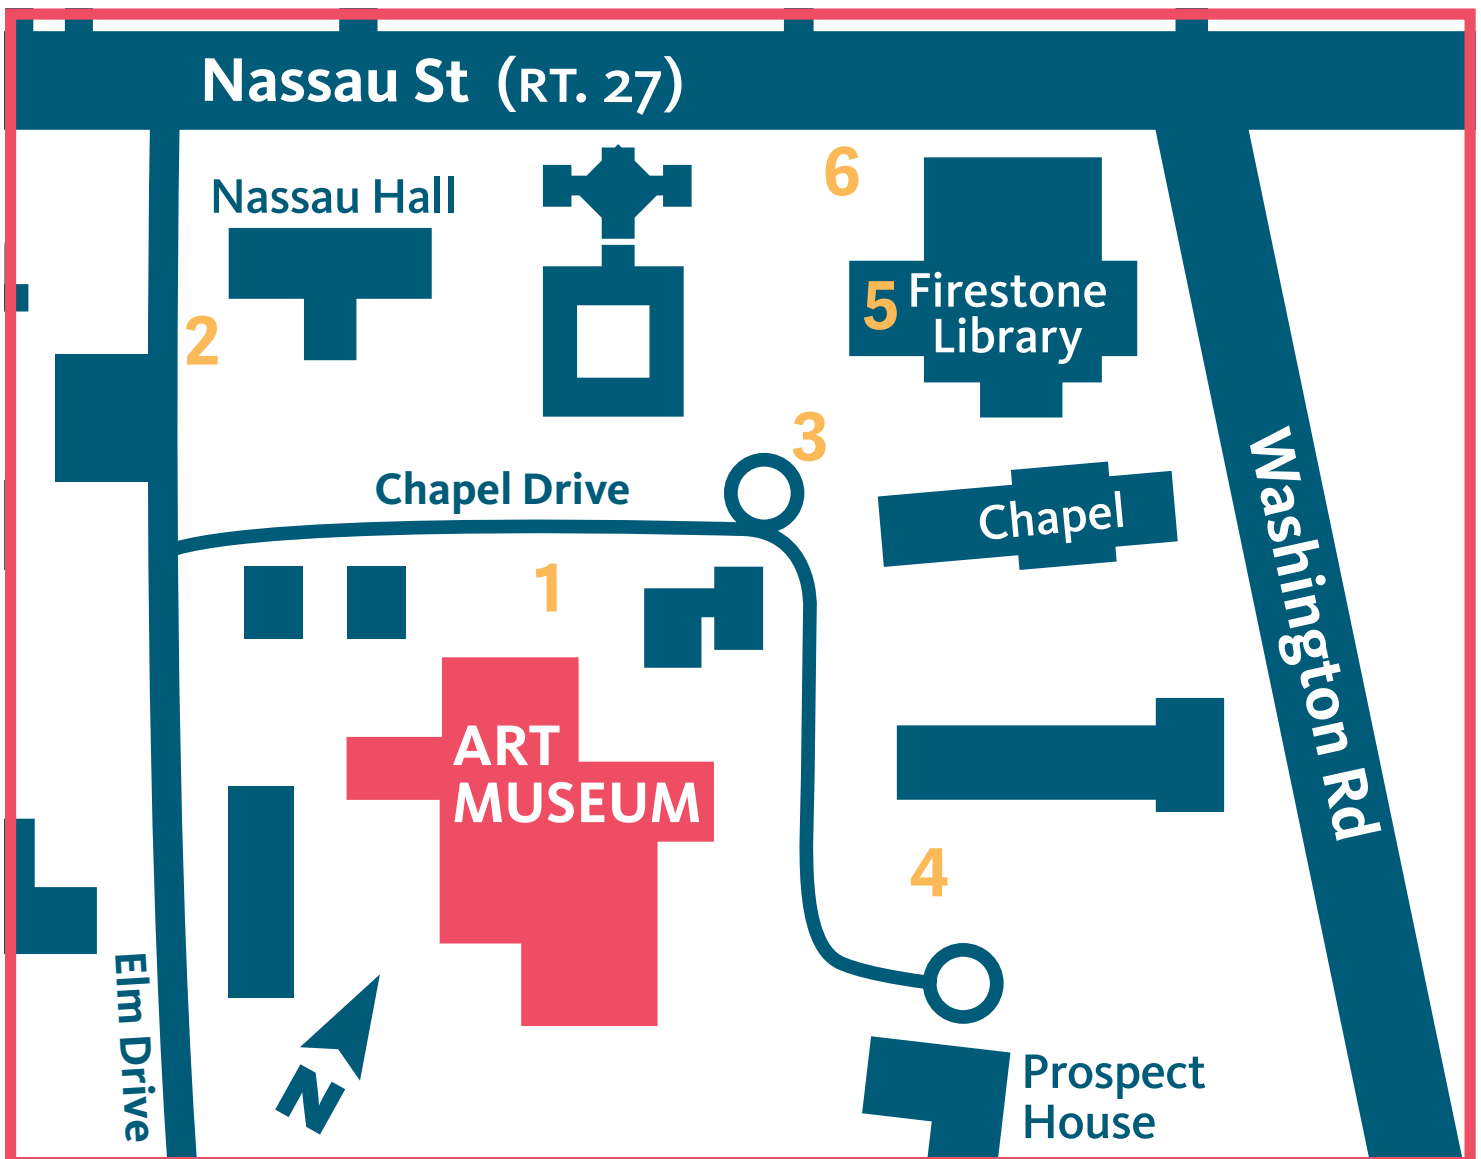 Nassau St (RT. 27)
6
Nassau Hall
5
Firestone
Library
2
3
Chapel Drive
Chapel
Washington Rd
1
ART
MUSEUM
4
Elm Drive
N
Prospect
House